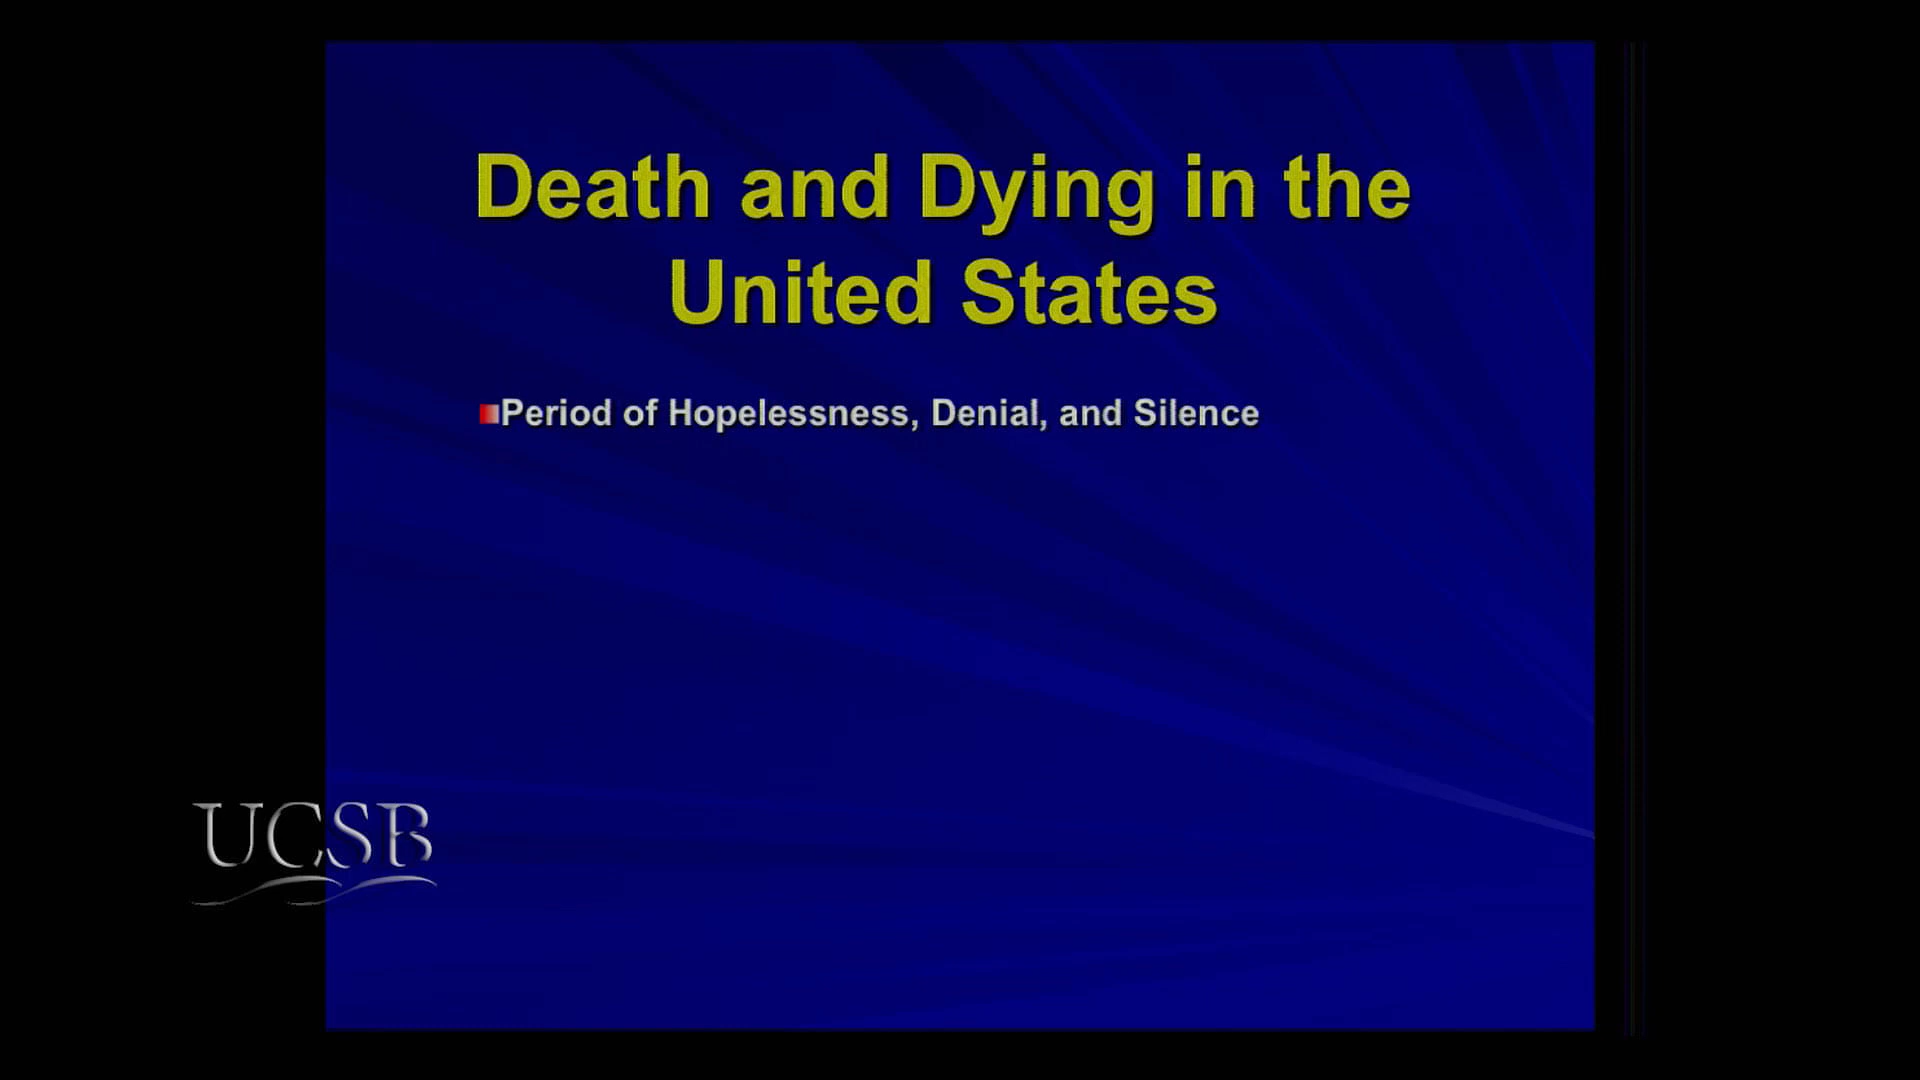 Death and Dying in the
United States
Period of Hopelessness, Denial, and Silence
UCSB